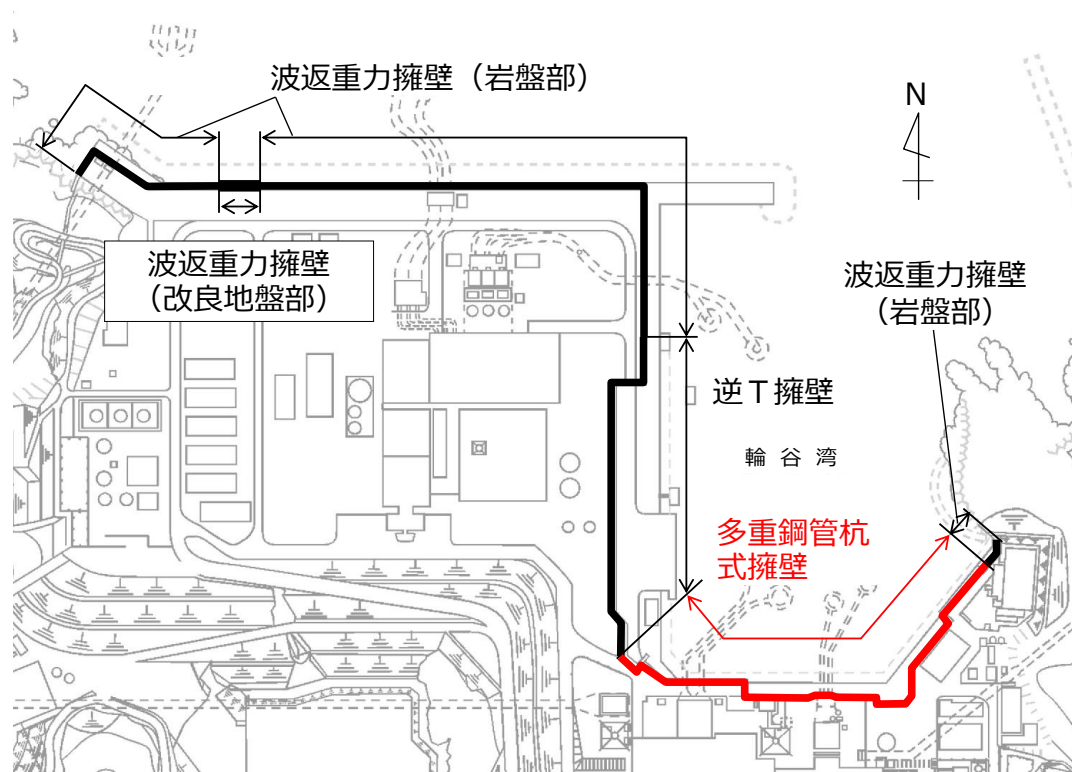 波返重力擁壁（岩盤部）
N
波返重力擁壁
（改良地盤部）
波返重力擁壁
（岩盤部）
逆Ｔ擁壁
輪谷湾
多重鋼管杭
式擁壁